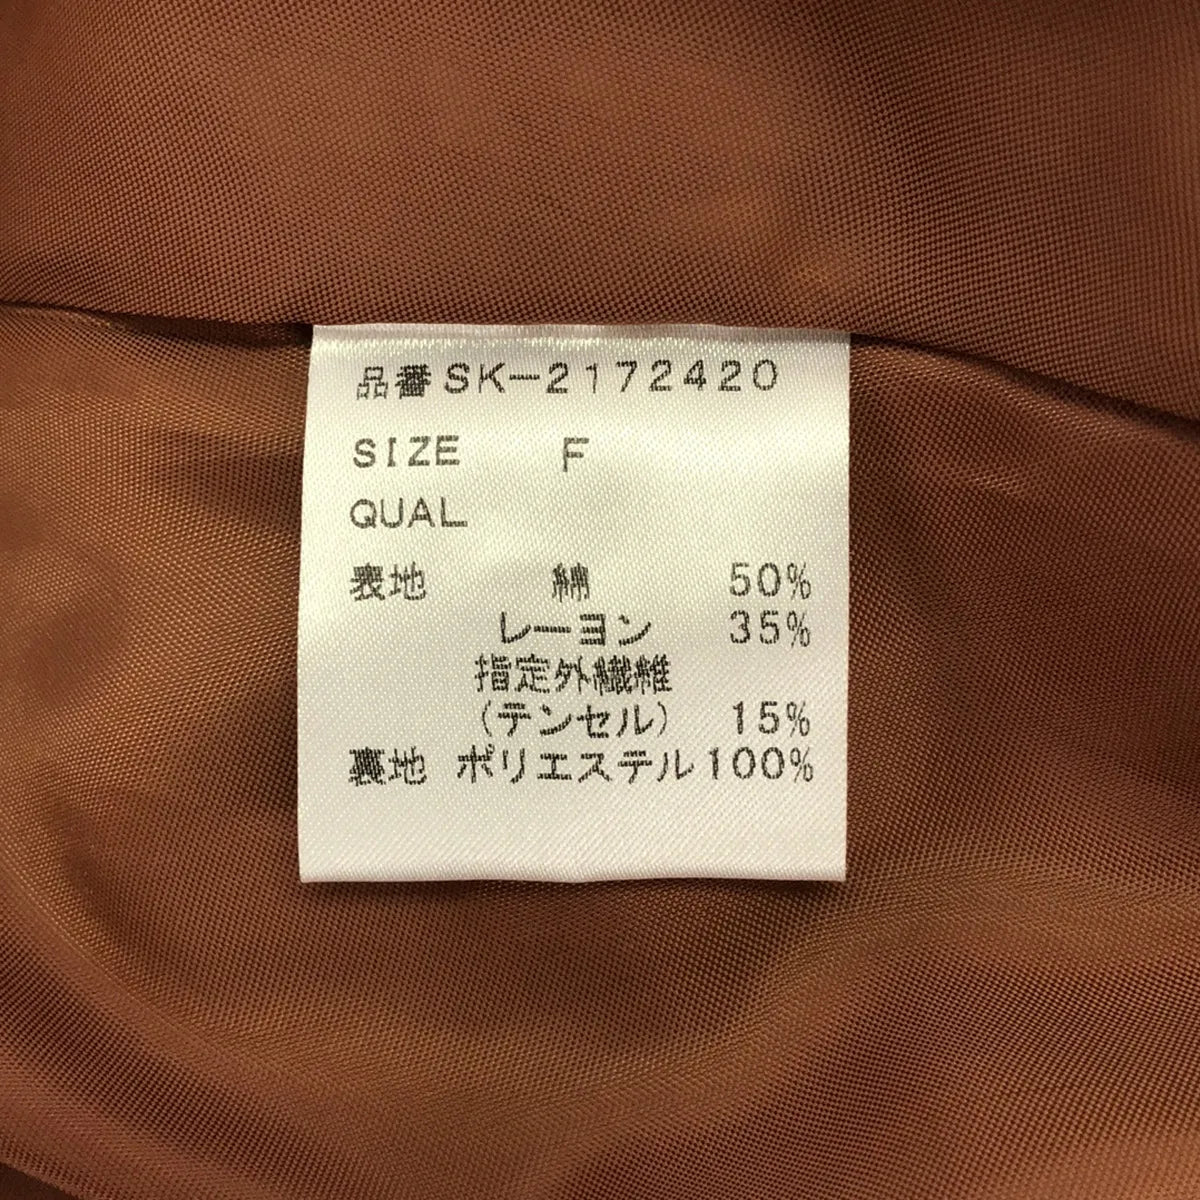 品番SK-2172420
SIZE F
QUAL
表地 綿 50%
レーヨン 35%
指定外繊維
(テンセル) 15%
裏地 ポリエステル100%